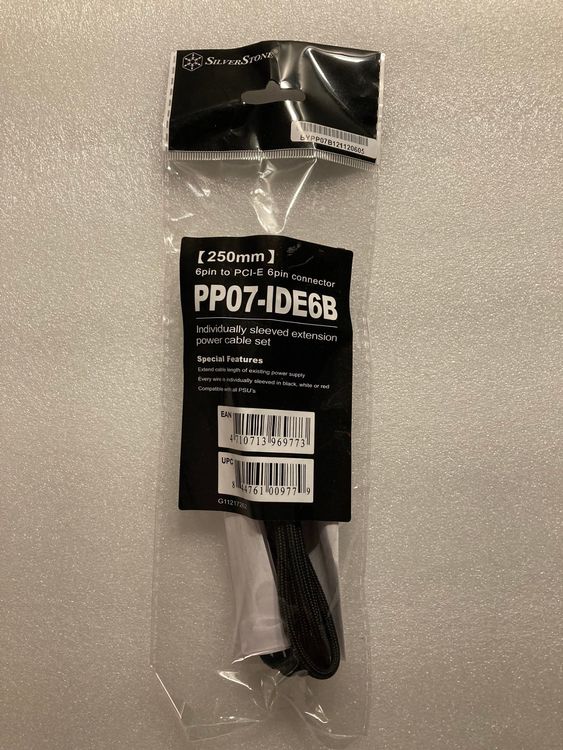 SILVERSTONE
BYPP07B121120605
【250mm】
6pin to PCI-E 6pin connector
PP07-IDE6B
Individually sleeved extension
power cable set
Special Features
Extend cable length of existing power supply
Every wire is individually sleeved in black, white or red
Compatible with all PSU's
EAN
4 710713 969773
UPC
8 44761 00977 9